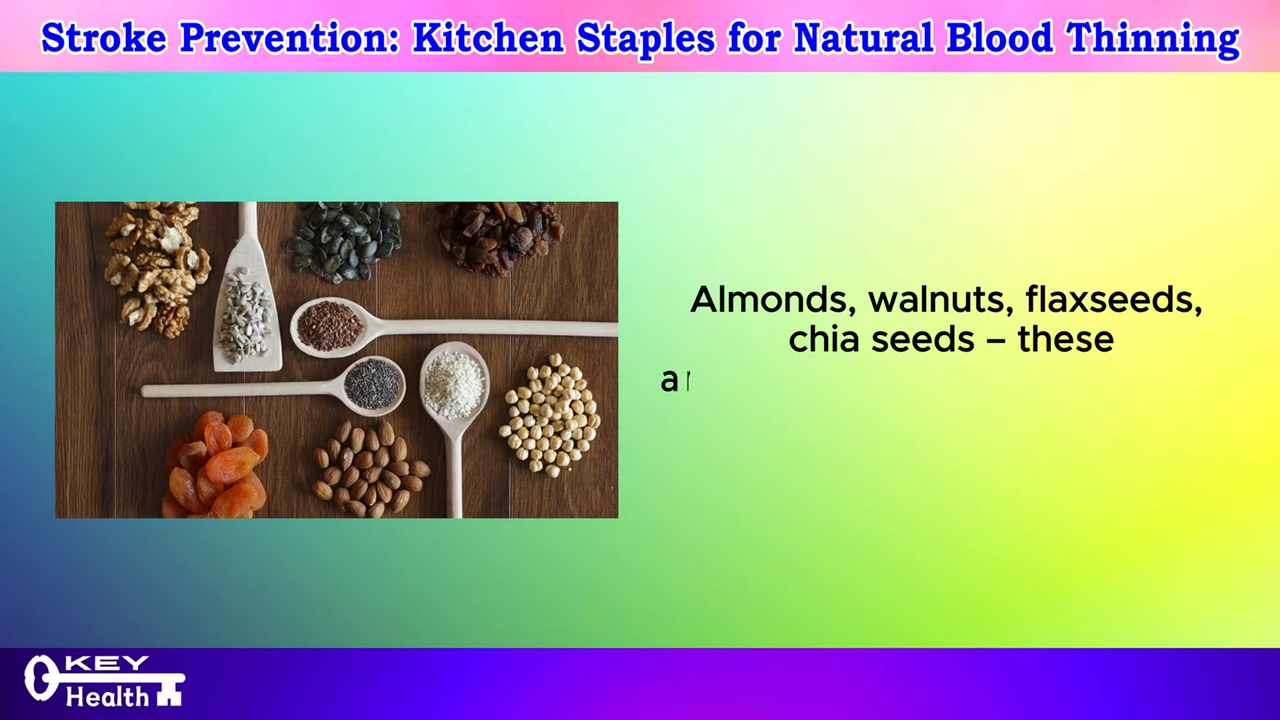 Stroke Prevention: Kitchen Staples for Natural Blood Thinning
Almonds, walnuts, flaxseeds,
chia seeds – these
KEY
Health